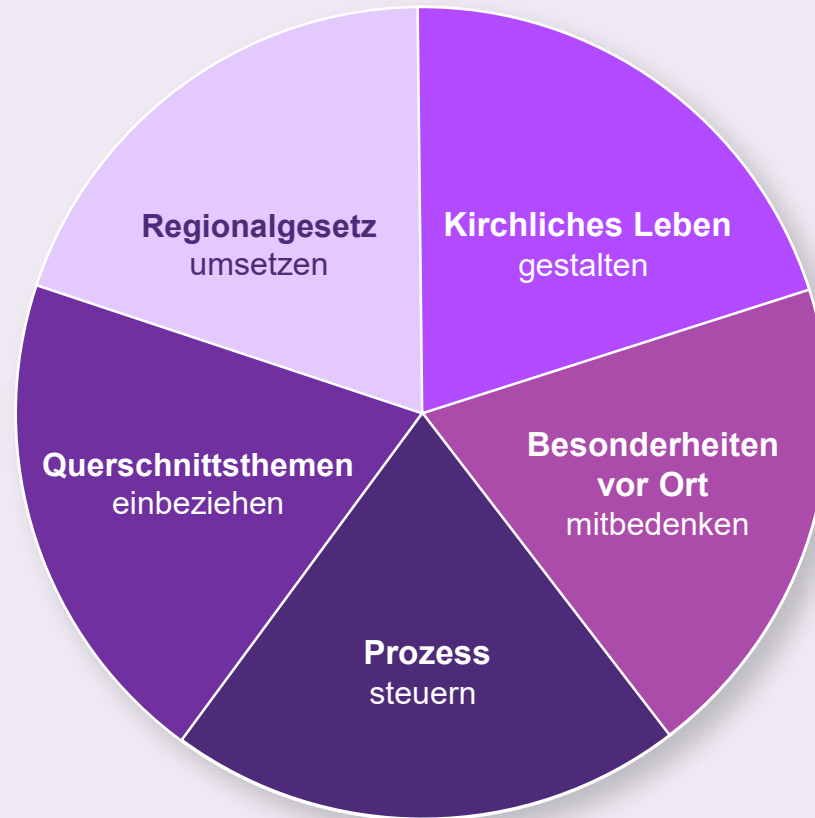 Regionalgesetz
umsetzen
Kirchliches Leben
gestalten
Besonderheiten
vor Ort
mitbedenken
Querschnittsthemen
einbeziehen
Prozess
steuern